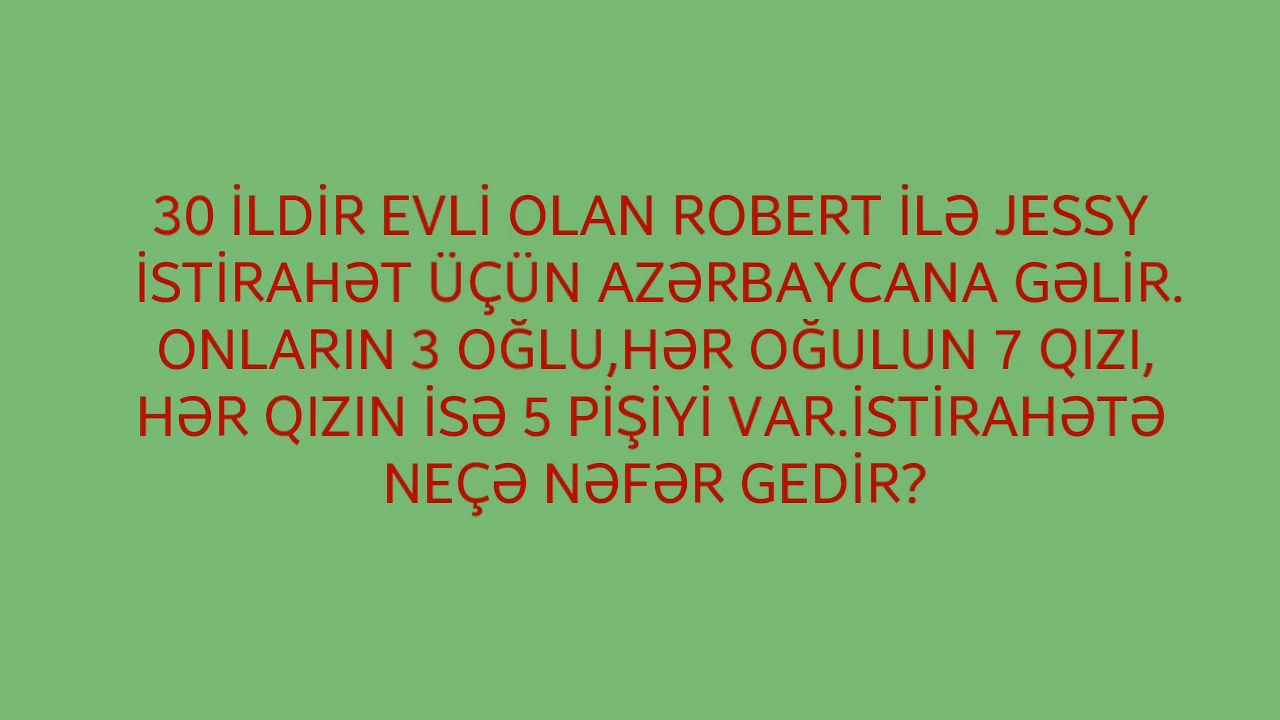 30 İLDİR EVLİ OLAN ROBERT İLƏ JESSY
İSTİRAHƏT ÜÇÜN AZƏRBAYCANA GƏLİR.
ONLARIN 3 OĞLU,HƏR OĞULUN 7 QIZI,
HƏR QIZIN İSƏ 5 PİŞİYİ VAR.İSTİRAHƏTƏ
NEÇƏ NƏFƏR GEDİR?